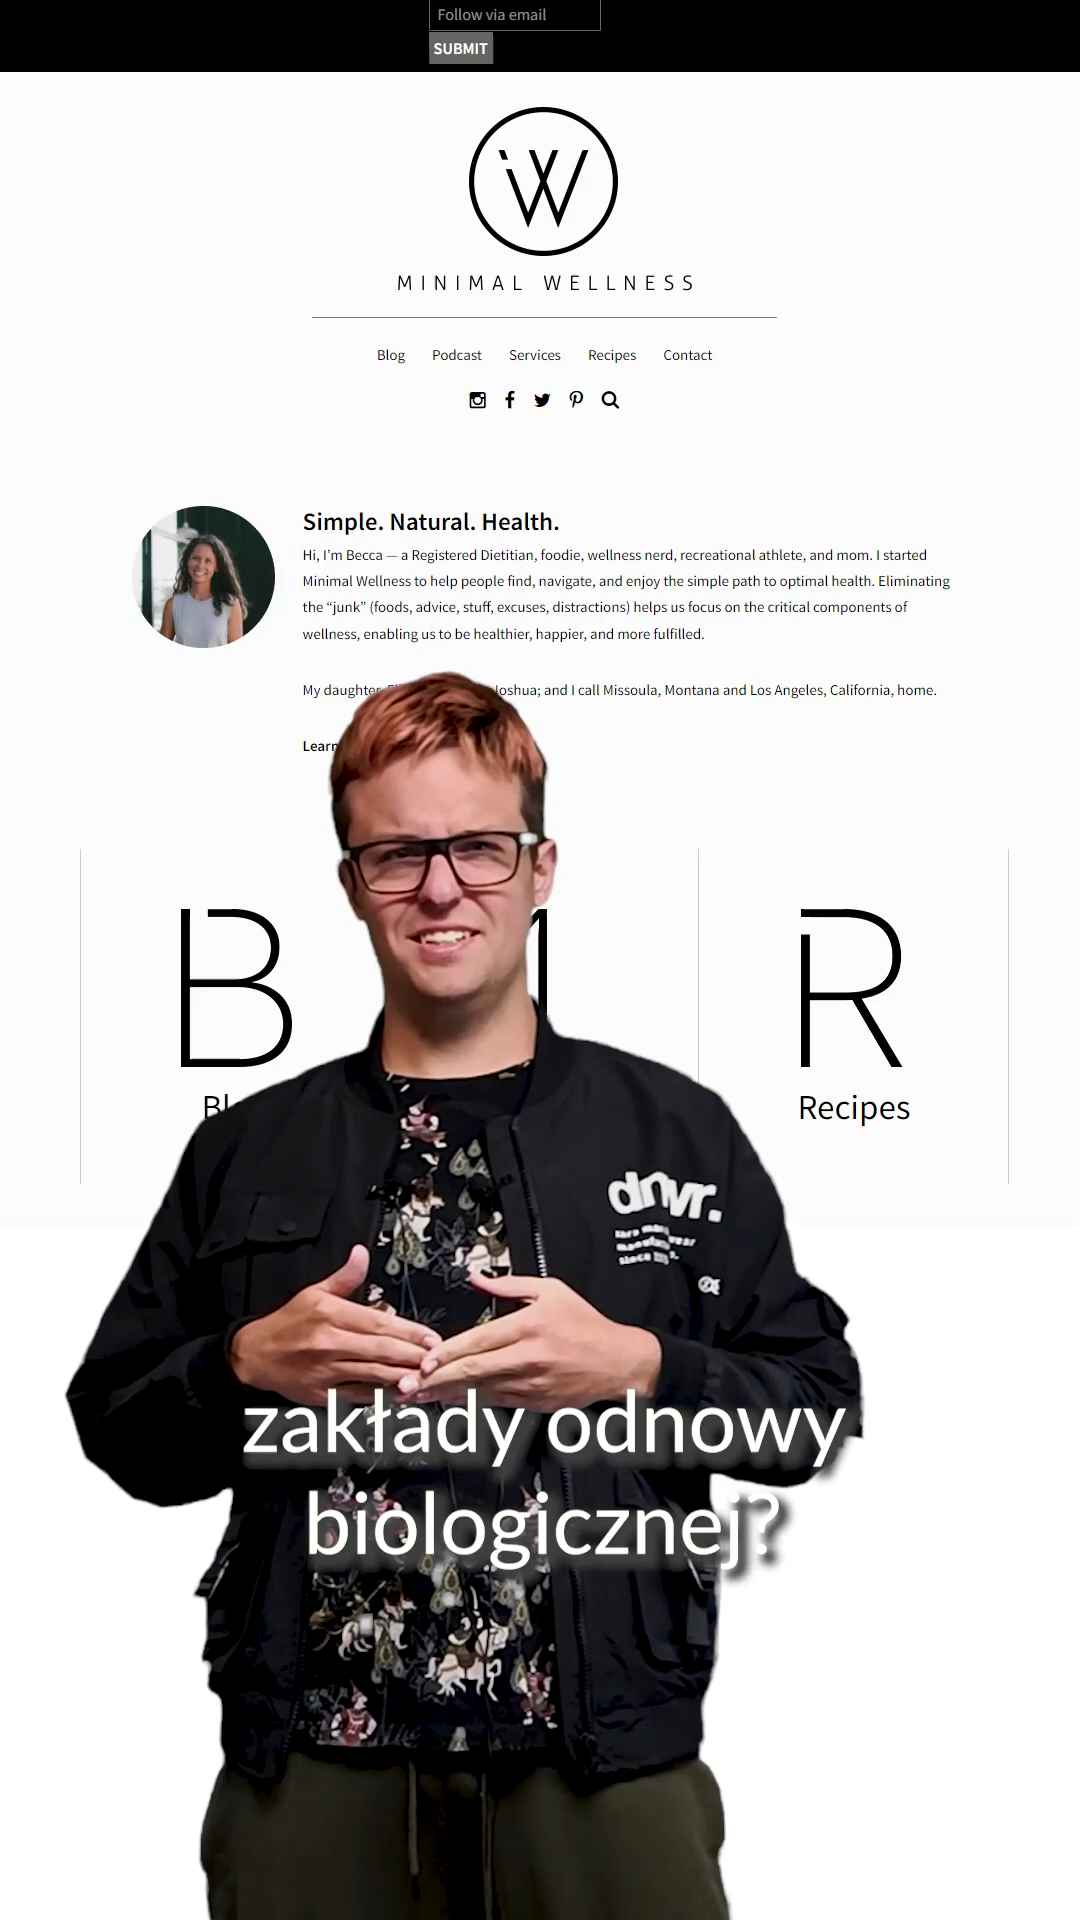 Follow via email
SUBMIT
W
MINIMAL WELLNESS
Blog Podcast Services Recipes Contact
Simple. Natural. Health.
Hi, I'm Becca — a Registered Dietitian, foodie, wellness nerd, recreational athlete, and mom. I started
Minimal Wellness to help people find, navigate, and enjoy the simple path to optimal health. Eliminating
the “junk” (foods, advice, stuff, excuses, distractions) helps us focus on the critical components of
wellness, enabling us to be healthier, happier, and more fulfilled.
My daughter, Joshua; and I call Missoula, Montana and Los Angeles, California, home.
Learn
B R
Recipes
dnvr.
since
zakłady odnowy
biologicznej?